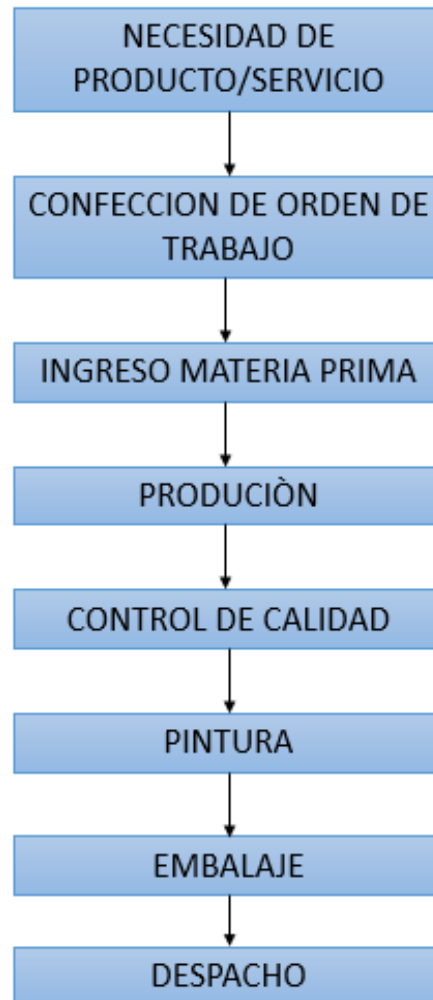 NECESIDAD DE
PRODUCTO/SERVICIO
CONFECCION DE ORDEN DE
TRABAJO
INGRESO MATERIA PRIMA
PRODUCIÒN
CONTROL DE CALIDAD
PINTURA
EMBALAJE
DESPACHO